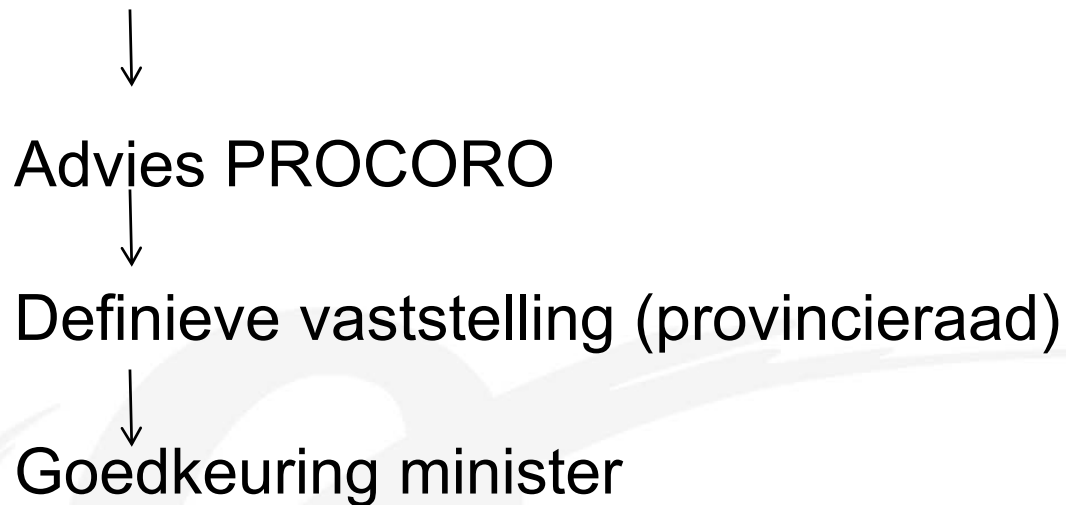 Advies PROCORO
Definieve vaststelling (provincieraad)
Goedkeuring minister